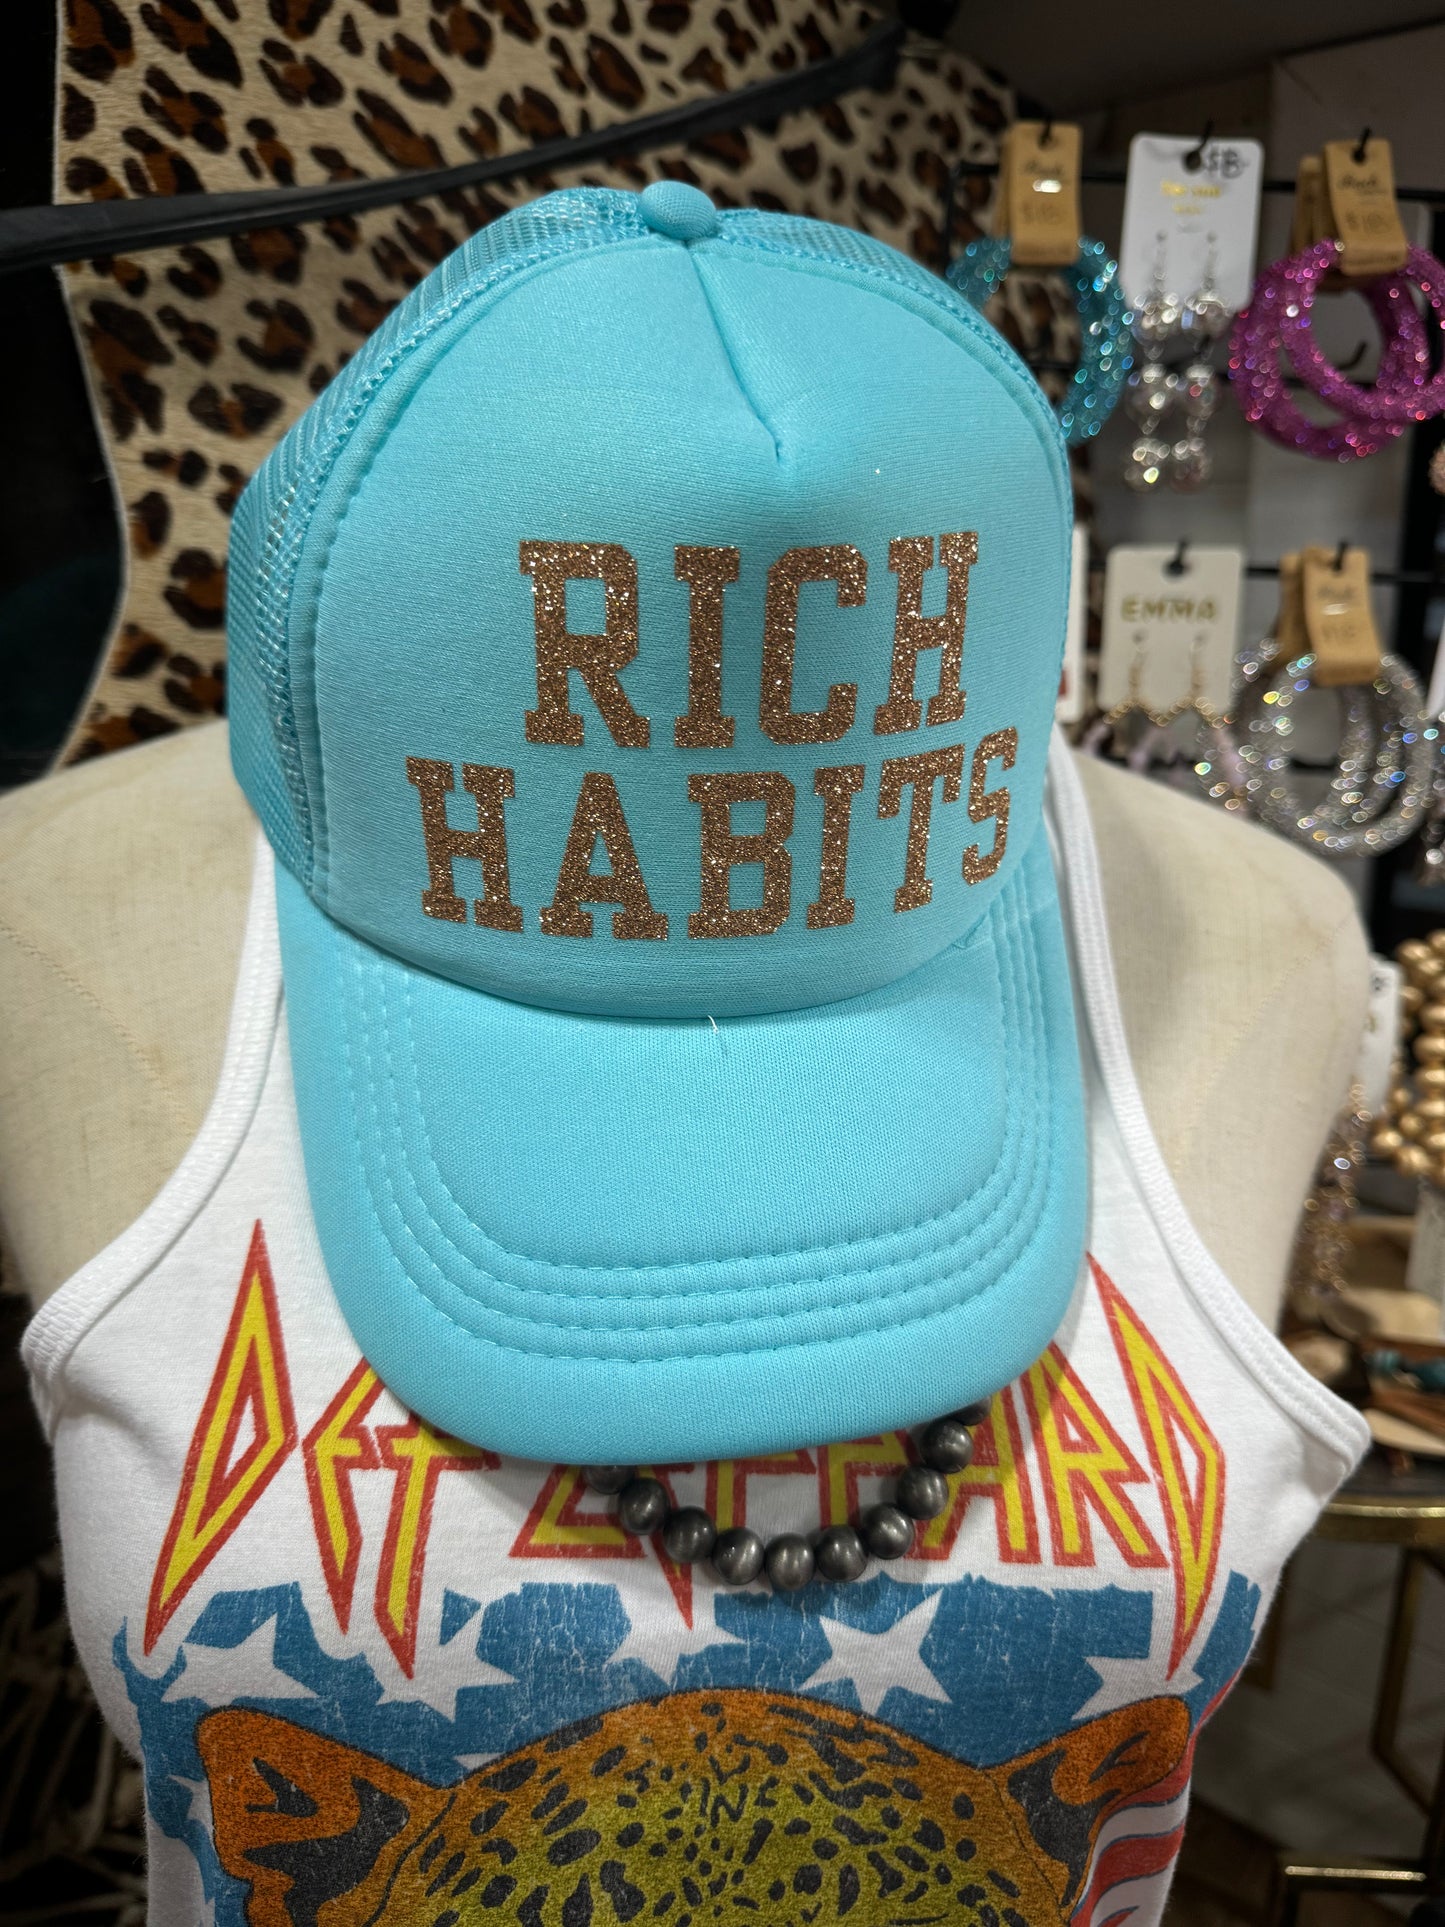 RICH
HABITS
DEF LEPPARD
EMMA